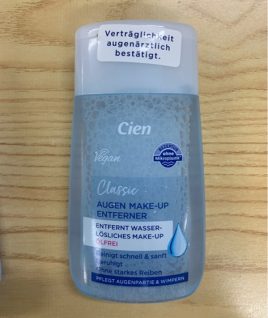 Verträglichkeit
augenärztlich
bestätigt.
Cien
Vegan
ohne
Mikroplastik
Classic
AUGEN MAKE-UP
ENTFERNER
ENTFERNT WASSER-
LÖSLICHES MAKE-UP
ÖLFREI
Reinigt schnell & sanft
beruhigt
ohne starkes Reiben
PFLEGT AUGENPARTIE & WIMPERN